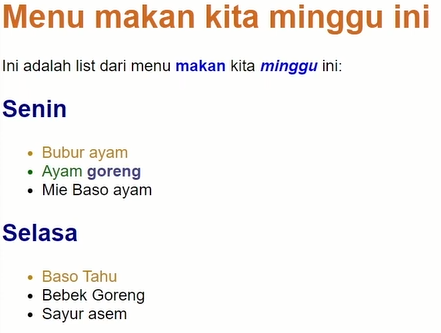 Menu makan kita minggu ini
Ini adalah list dari menu makan kita minggu ini:
Senin
Bubur ayam
Ayam goreng
Mie Baso ayam
Selasa
Baso Tahu
Bebek Goreng
Sayur asem